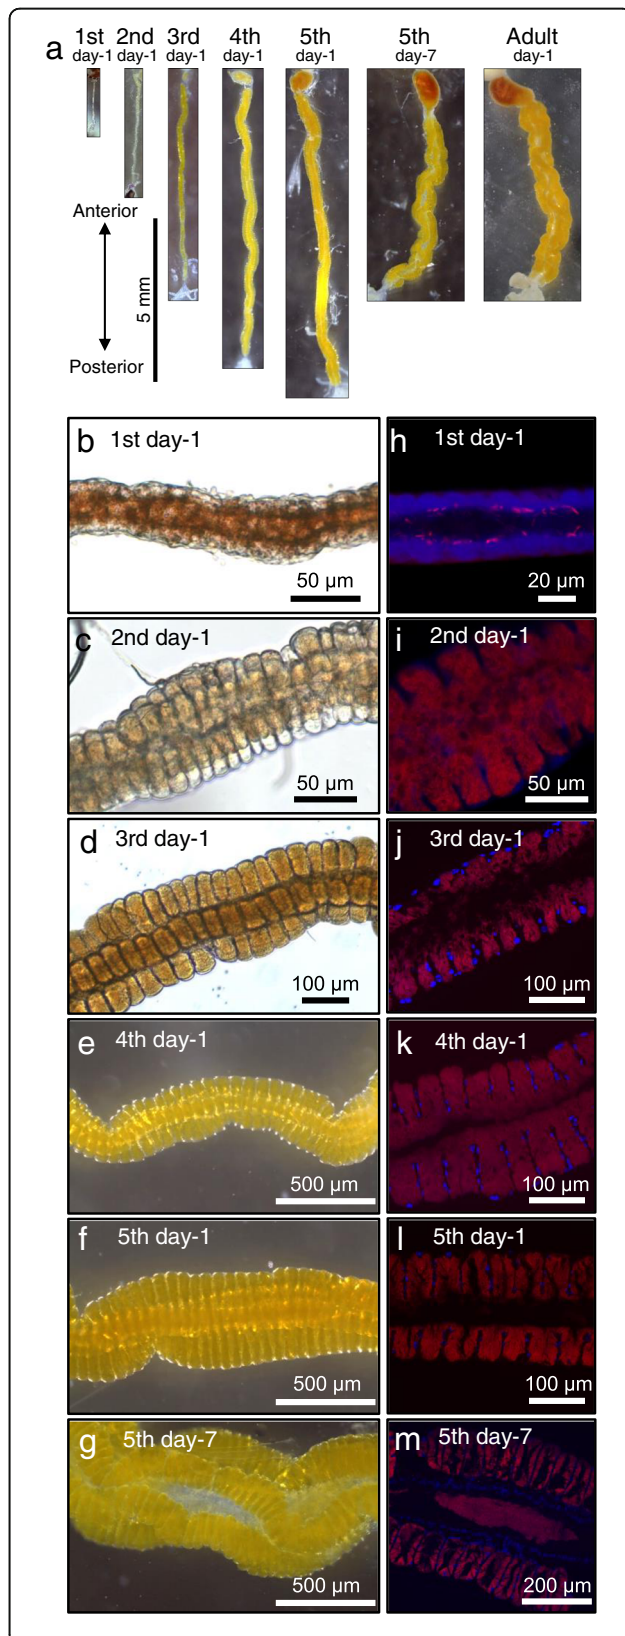 a
1st 2nd 3rd 4th 5th 5th Adult
day-1 day-1 day-1 day-1 day-1 day-7 day-1
Anterior
5 mm
Posterior
b 1st day-1
50 µm
h 1st day-1
20 µm
c 2nd day-1
50 µm
i 2nd day-1
50 µm
d 3rd day-1
100 µm
j 3rd day-1
100 µm
e 4th day-1
500 µm
k 4th day-1
100 µm
f 5th day-1
500 µm
l 5th day-1
100 µm
g 5th day-7
500 µm
m 5th day-7
200 µm